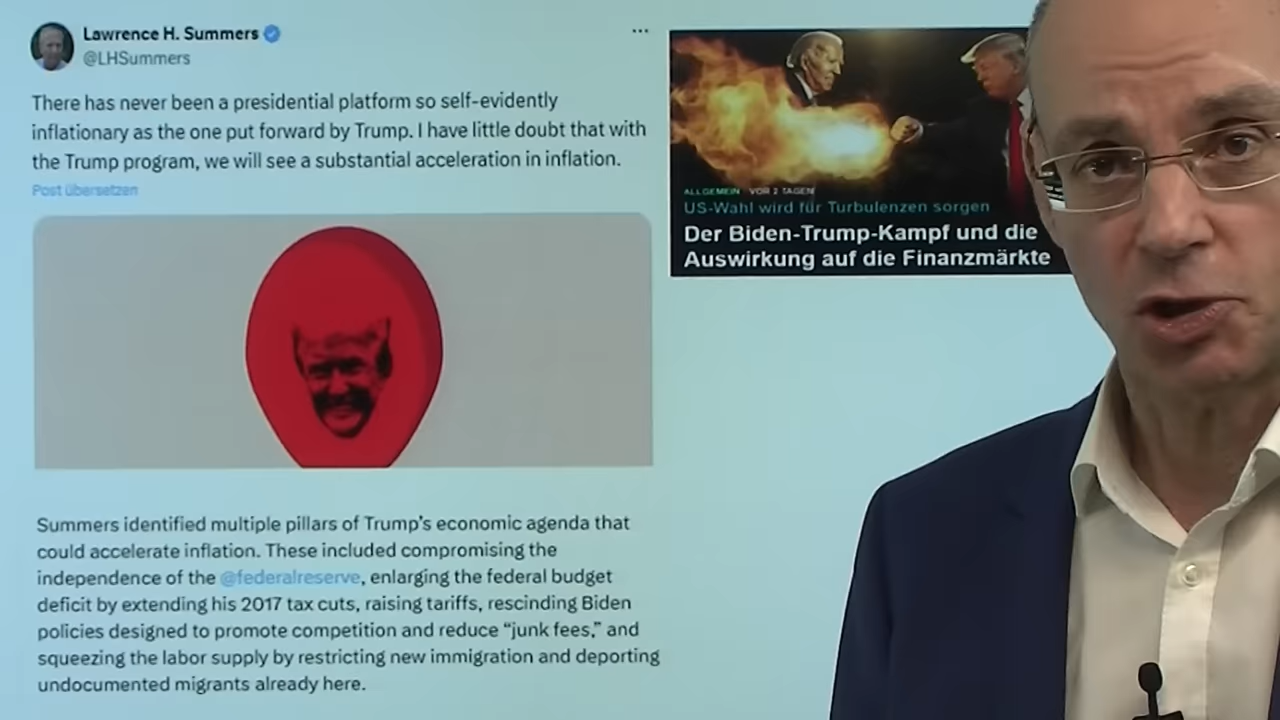 Lawrence H. Summers
@LHSummers
There has never been a presidential platform so self-evidently
inflationary as the one put forward by Trump. I have little doubt that with
the Trump program, we will see a substantial acceleration in inflation.
Post übersetzen
Summers identified multiple pillars of Trump's economic agenda that
could accelerate inflation. These included compromising the
independence of the @federalreserve, enlarging the federal budget
deficit by extending his 2017 tax cuts, raising tariffs, rescinding Biden
policies designed to promote competition and reduce “junk fees,” and
squeezing the labor supply by restricting new immigration and deporting
undocumented migrants already here.
ALLGEMEIN VOR 2 TAGEN
US-Wahl wird für Turbulenzen sorgen
Der Biden-Trump-Kampf und die
Auswirkung auf die Finanzmärkte